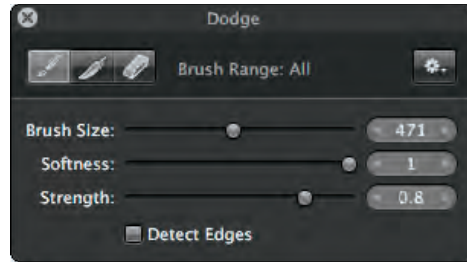 Dodge
Brush Range: All
Brush Size: 471
Softness: 1
Strength: 0.8
Detect Edges